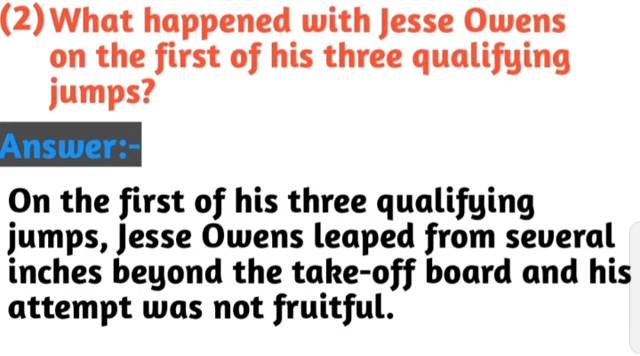 (2) What happened with Jesse Owens
on the first of his three qualifying
jumps?
Answer:-
On the first of his three qualifying
jumps, Jesse Owens leaped from several
inches beyond the take-off board and his
attempt was not fruitful.